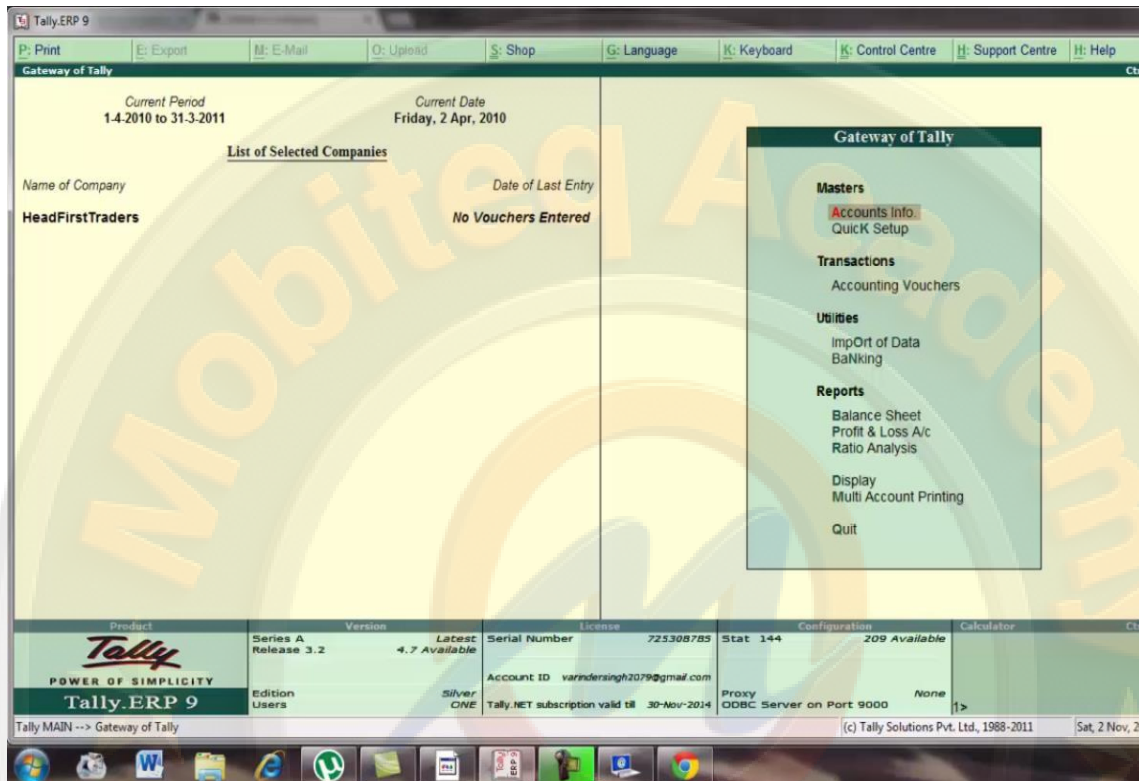 Tally.ERP 9
P: Print E: Export M: E-Mail O: Upload S: Shop G: Language K: Keyboard K: Control Centre H: Support Centre H: Help
Gateway of Tally
Current Period
1-4-2010 to 31-3-2011
Current Date
Friday, 2 Apr, 2010
List of Selected Companies
Name of Company Date of Last Entry
HeadFirstTraders No Vouchers Entered
Gateway of Tally
Masters
Accounts Info.
QuicK Setup
Transactions
Accounting Vouchers
Utilities
ImpOrt of Data
BaNking
Reports
Balance Sheet
Profit & Loss A/c
Ratio Analysis
Display
Multi Account Printing
Quit
Mobiteq Academy
Product Version License Configuration Calculator
Tally
POWER OF SIMPLICITY
Tally.ERP 9
Series A Latest
Release 3.2 4.7 Available
Edition Silver
Users ONE
Serial Number 725308785
Account ID varindersingh2079@gmail.com
Tally.NET subscription valid till 30-Nov-2014
Stat 144 209 Available
Proxy None
ODBC Server on Port 9000
1>
Tally MAIN --> Gateway of Tally (c) Tally Solutions Pvt. Ltd., 1988-2011 Sat, 2 Nov, 2